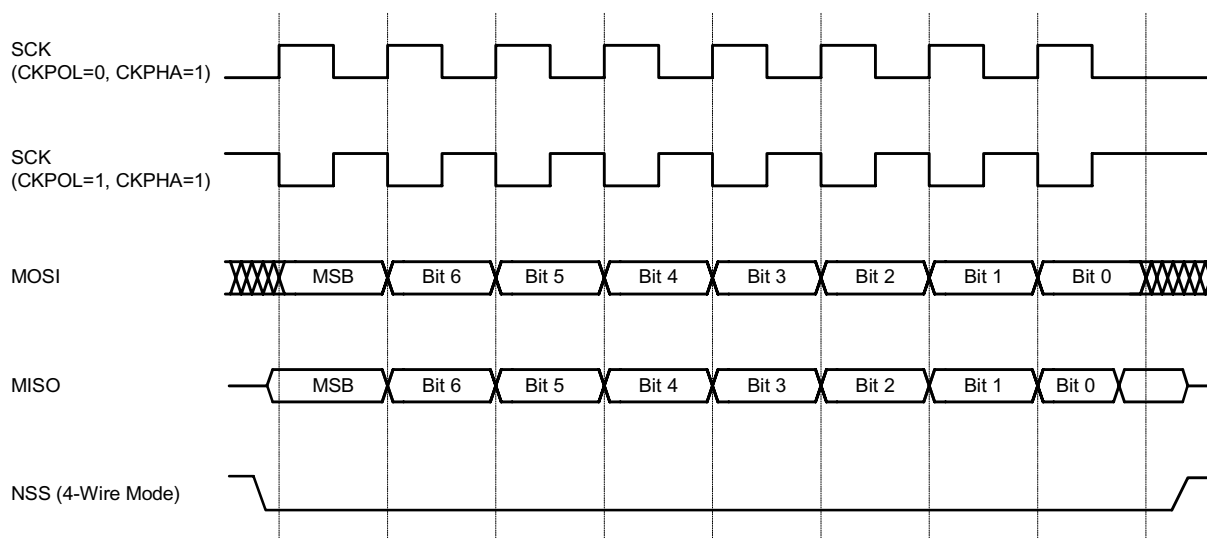 SCK
(CKPOL=0, CKPHA=1)
SCK
(CKPOL=1, CKPHA=1)
MOSI MSB Bit 6 Bit 5 Bit 4 Bit 3 Bit 2 Bit 1 Bit 0
MISO MSB Bit 6 Bit 5 Bit 4 Bit 3 Bit 2 Bit 1 Bit 0
NSS (4-Wire Mode)